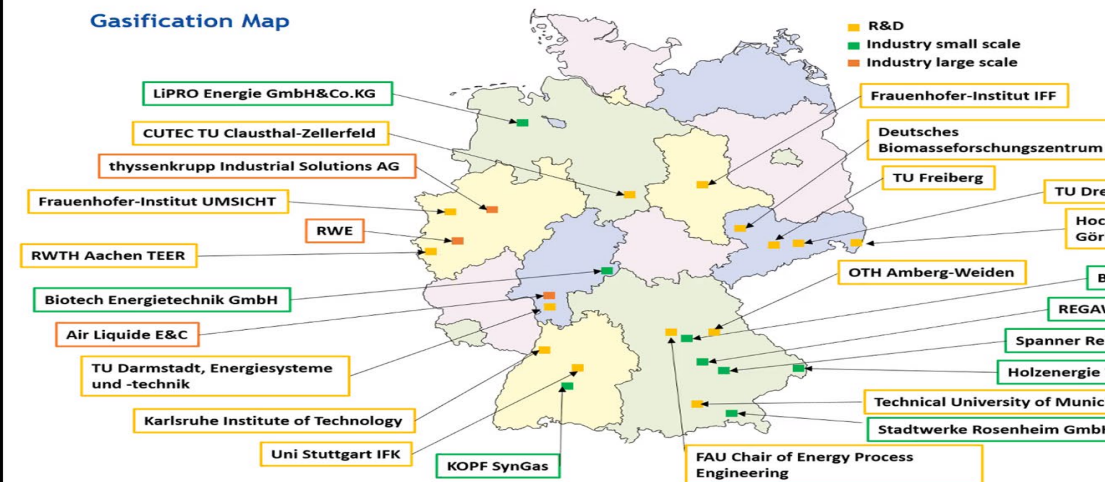 Gasification Map
R&D
Industry small scale
Industry large scale
LiPRO Energie GmbH&Co.KG
CUTEC TU Clausthal-Zellerfeld
thyssenkrupp Industrial Solutions AG
Frauenhofer-Institut UMSICHT
RWE
RWTH Aachen TEER
Biotech Energietechnik GmbH
Air Liquide E&C
TU Darmstadt, Energiesysteme
und -technik
Karlsruhe Institute of Technology
Uni Stuttgart IFK
KOPF SynGas
Frauenhofer-Institut IFF
Deutsches
Biomasseforschungszentrum
TU Freiberg
TU Dre
Hoc
Gör
OTH Amberg-Weiden
B
REGAW
Spanner Re
Holzenergie
Technical University of Munic
Stadtwerke Rosenheim GmbH
FAU Chair of Energy Process
Engineering